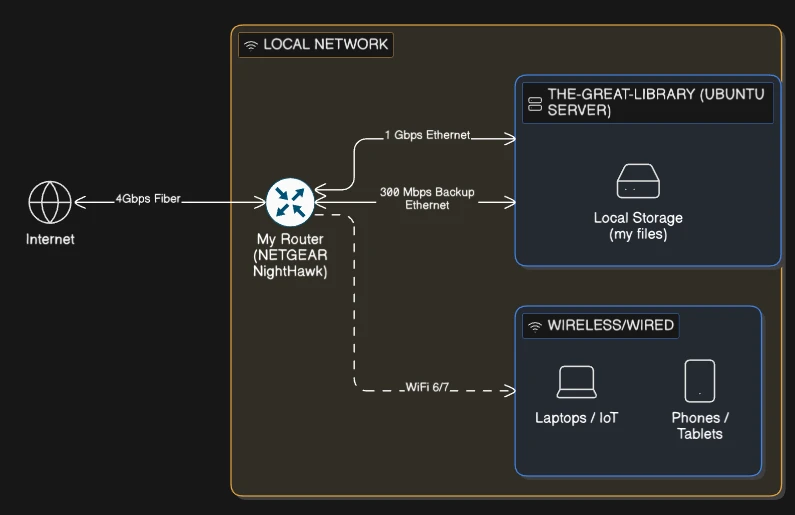 LOCAL NETWORK
THE-GREAT-LIBRARY (UBUNTU
SERVER)
1 Gbps Ethernet
300 Mbps Backup
Ethernet
4Gbps Fiber
Internet
My Router
(NETGEAR
NightHawk)
Local Storage
(my files)
WIRELESS/WIRED
WiFi 6/7
Laptops / IoT
Phones /
Tablets